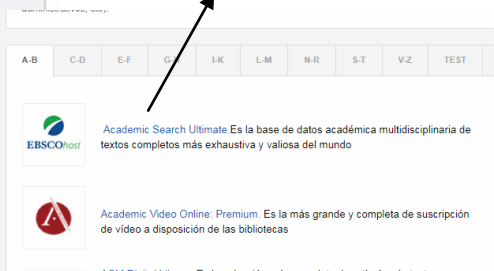 A-B C-D E-F G-H I-K L-M N-R S-T V-Z TEST
EBSCOhost
Academic Search Ultimate.Es la base de datos académica multidisciplinaria de
textos completos más exhaustiva y valiosa del mundo
A
Academic Video Online: Premium. Es la más grande y completa de suscripción
de vídeo a disposición de las bibliotecas